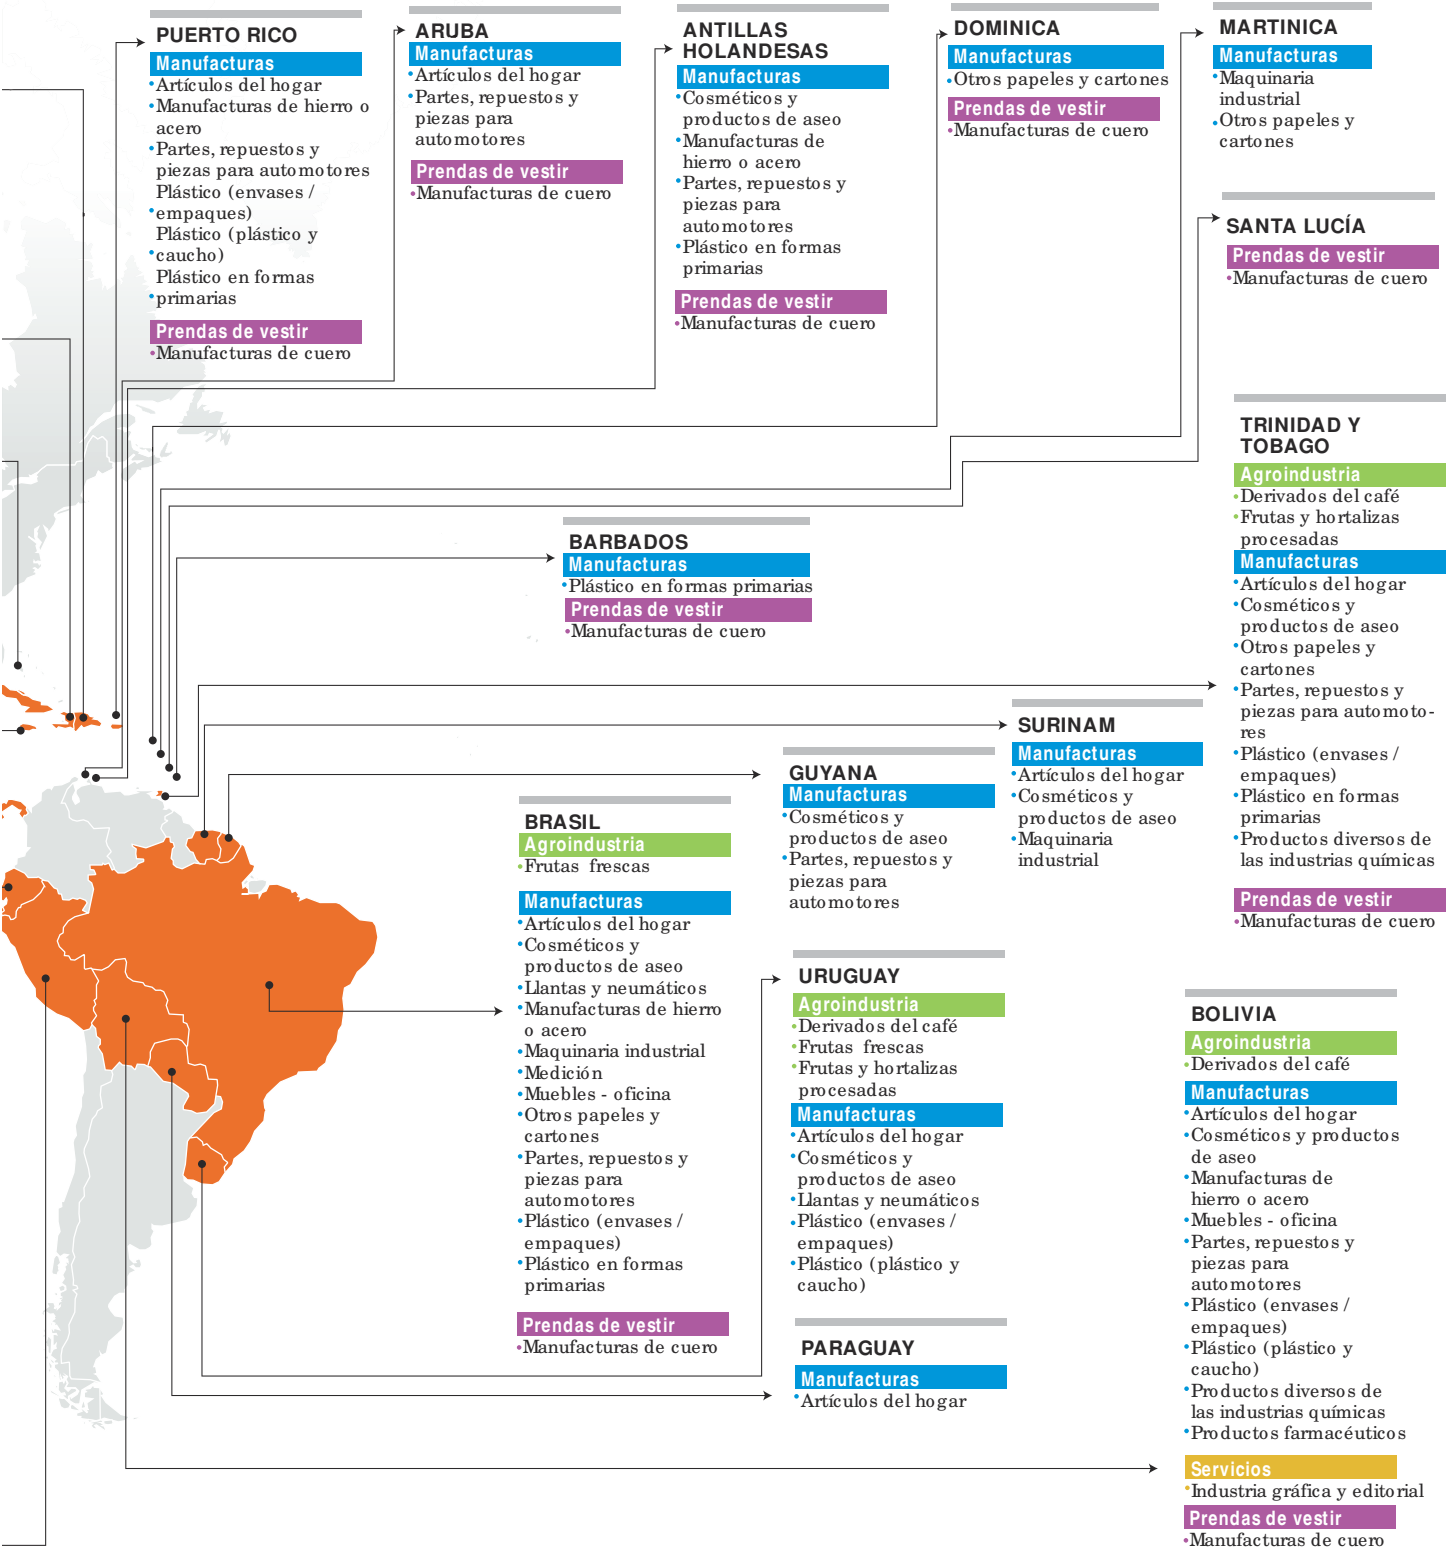 PUERTO RICO
Manufacturas
•Artículos del hogar
•Manufacturas de hierro o
acero
•Partes, repuestos y
piezas para automotores
Plástico (envases /
•empaques)
Plástico (plástico y
•caucho)
Plástico en formas
•primarias
Prendas de vestir
•Manufacturas de cuero
ARUBA
Manufacturas
•Artículos del hogar
•Partes, repuestos y
piezas para
automotores
Prendas de vestir
•Manufacturas de cuero
ANTILLAS
HOLANDESAS
Manufacturas
•Cosméticos y
productos de aseo
•Manufacturas de
hierro o acero
•Partes, repuestos y
piezas para
automotores
•Plástico en formas
primarias
Prendas de vestir
•Manufacturas de cuero
DOMINICA
Manufacturas
•Otros papeles y cartones
Prendas de vestir
•Manufacturas de cuero
MARTINICA
Manufacturas
•Maquinaria
industrial
•Otros papeles y
cartones
SANTA LUCÍA
Prendas de vestir
•Manufacturas de cuero
TRINIDAD Y
TOBAGO
Agroindustria
•Derivados del café
•Frutas y hortalizas
procesadas
Manufacturas
•Artículos del hogar
•Cosméticos y
productos de aseo
•Otros papeles y
cartones
•Partes, repuestos y
piezas para automoto-
res
•Plástico (envases /
empaques)
•Plástico en formas
primarias
•Productos diversos de
las industrias químicas
Prendas de vestir
•Manufacturas de cuero
BARBADOS
Manufacturas
•Plástico en formas primarias
Prendas de vestir
•Manufacturas de cuero
SURINAM
Manufacturas
•Artículos del hogar
•Cosméticos y
productos de aseo
•Maquinaria
industrial
GUYANA
Manufacturas
•Cosméticos y
productos de aseo
•Partes, repuestos y
piezas para
automotores
BRASIL
Agroindustria
•Frutas frescas
Manufacturas
•Artículos del hogar
•Cosméticos y
productos de aseo
•Llantas y neumáticos
•Manufacturas de hierro
o acero
•Maquinaria industrial
•Medición
•Muebles - oficina
•Otros papeles y
cartones
•Partes, repuestos y
piezas para
automotores
•Plástico (envases /
empaques)
•Plástico en formas
primarias
Prendas de vestir
•Manufacturas de cuero
URUGUAY
Agroindustria
•Derivados del café
•Frutas frescas
•Frutas y hortalizas
procesadas
Manufacturas
•Artículos del hogar
•Cosméticos y
productos de aseo
•Llantas y neumáticos
•Plástico (envases /
empaques)
•Plástico (plástico y
caucho)
PARAGUAY
Manufacturas
•Artículos del hogar
BOLIVIA
Agroindustria
•Derivados del café
Manufacturas
•Artículos del hogar
•Cosméticos y productos
de aseo
•Manufacturas de
hierro o acero
•Muebles - oficina
•Partes, repuestos y
piezas para
automotores
•Plástico (envases /
empaques)
•Plástico (plástico y
caucho)
•Productos diversos de
las industrias químicas
•Productos farmacéuticos
Servicios
•Industria gráfica y editorial
Prendas de vestir
•Manufacturas de cuero